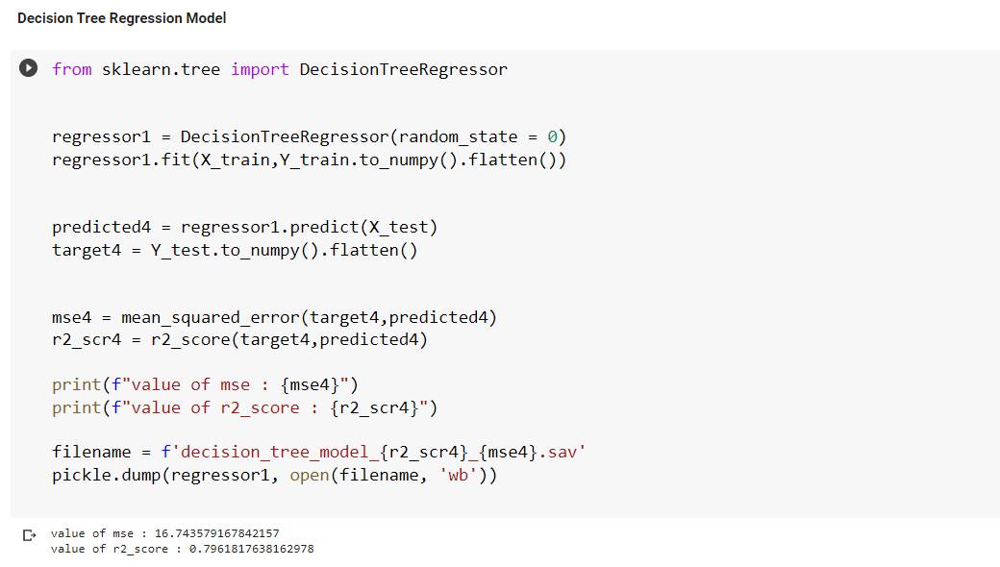 Decision Tree Regression Model
from sklearn.tree import DecisionTreeRegressor
regressor1 = DecisionTreeRegressor(random_state = 0)
regressor1.fit(X_train,Y_train.to_numpy().flatten())
predicted4 = regressor1.predict(X_test)
target4 = Y_test.to_numpy().flatten()
mse4 = mean_squared_error(target4,predicted4)
r2_scr4 = r2_score(target4,predicted4)
print(f"value of mse : {mse4}")
print(f"value of r2_score : {r2_scr4}")
filename = f'decision_tree_model_{r2_scr4}_{mse4}.sav'
pickle.dump(regressor1, open(filename, 'wb'))
value of mse : 16.743579167842157
value of r2_score : 0.7961817638162978